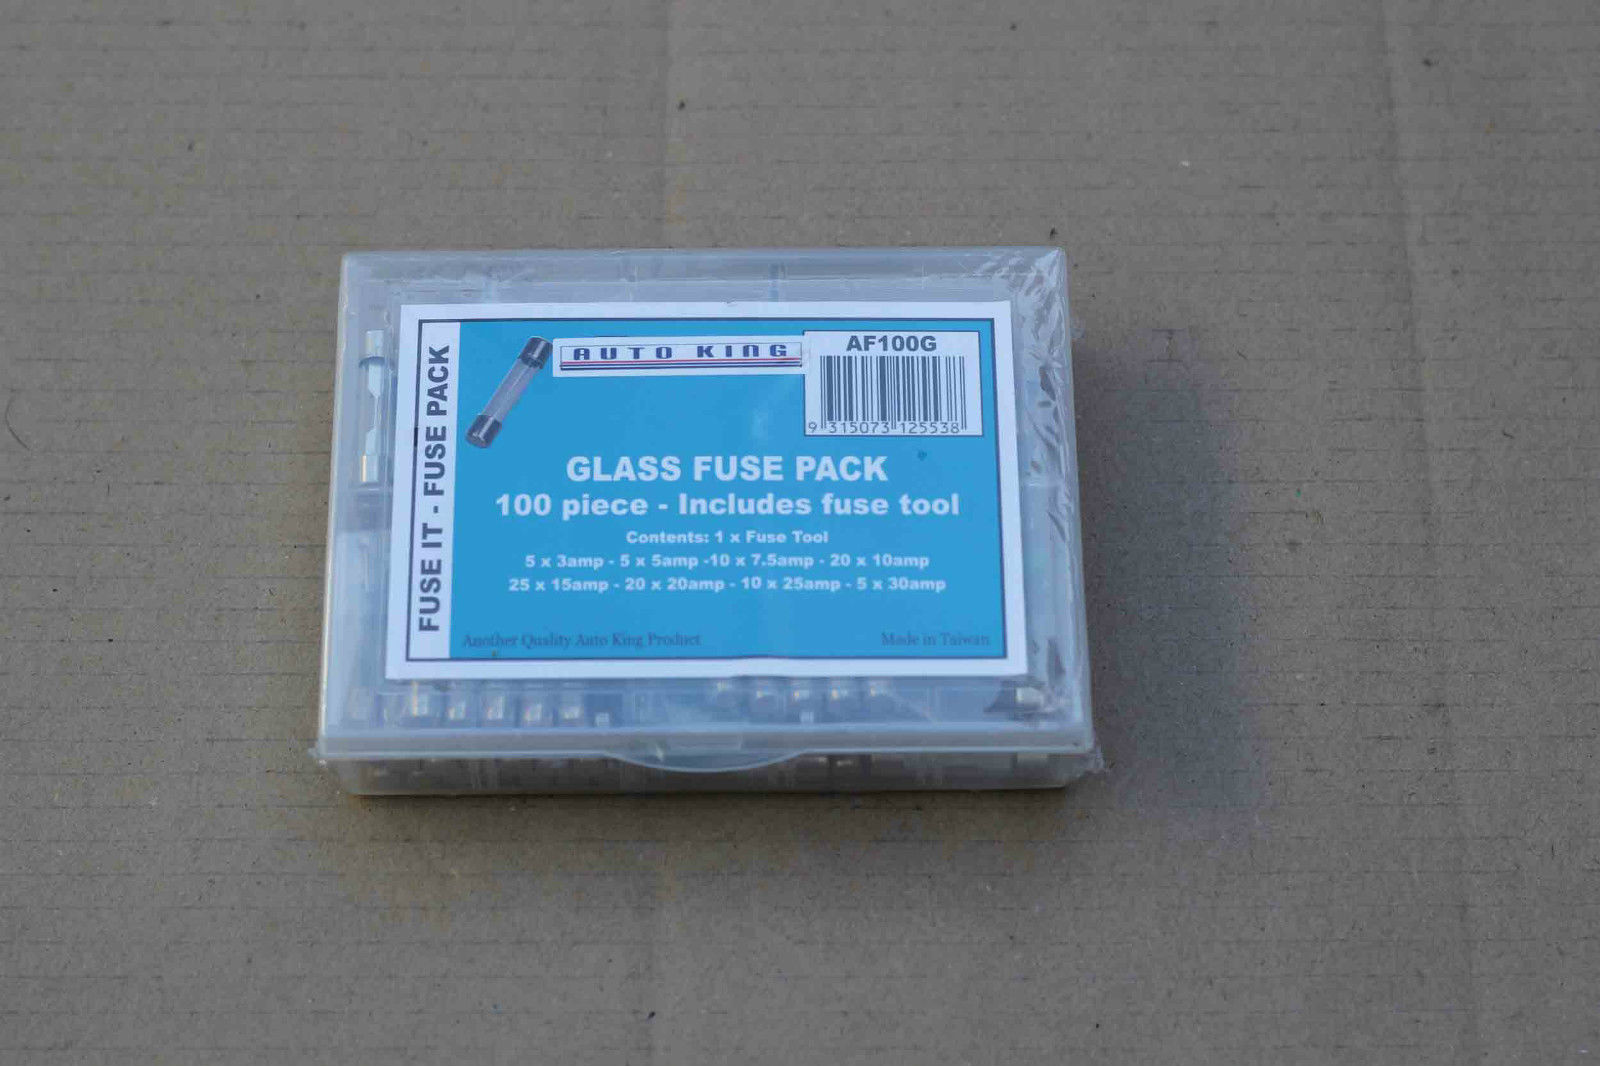 FUSE IT - FUSE PACK
AUTO KING
AF100G
9 315073 125538
GLASS FUSE PACK
100 piece - Includes fuse tool
Contents: 1 x Fuse Tool
5 x 3amp - 5 x 5amp -10 x 7.5amp - 20 x 10amp
25 x 15amp - 20 x 20amp - 10 x 25amp - 5 x 30amp
Another Quality Auto King Product
Made in Taiwan